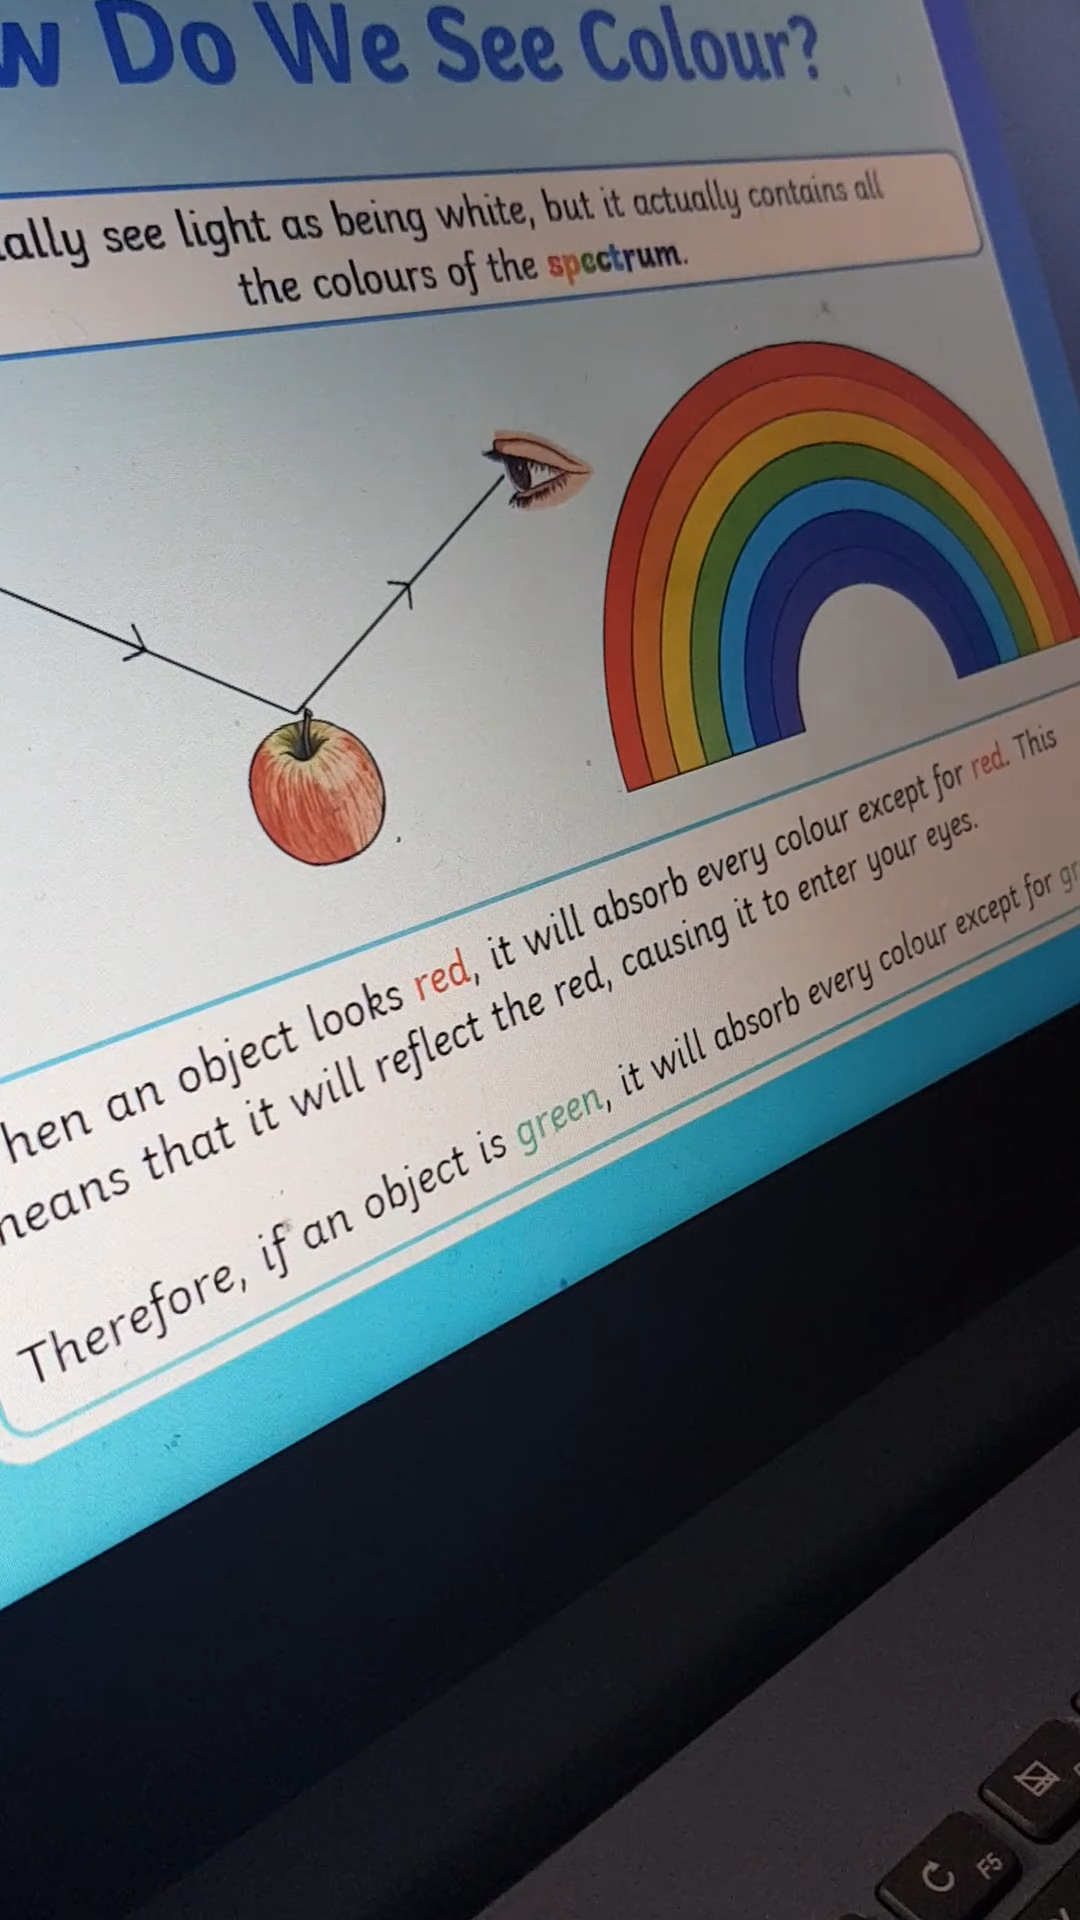 w Do We See Colour?
ally see light as being white, but it actually contains all
the colours of the spectrum.
hen an object looks red, it will absorb every colour except for red. This
neans that it will reflect the red, causing it to enter your eyes.
Therefore, if an object is green, it will absorb every colour except for gr
F5